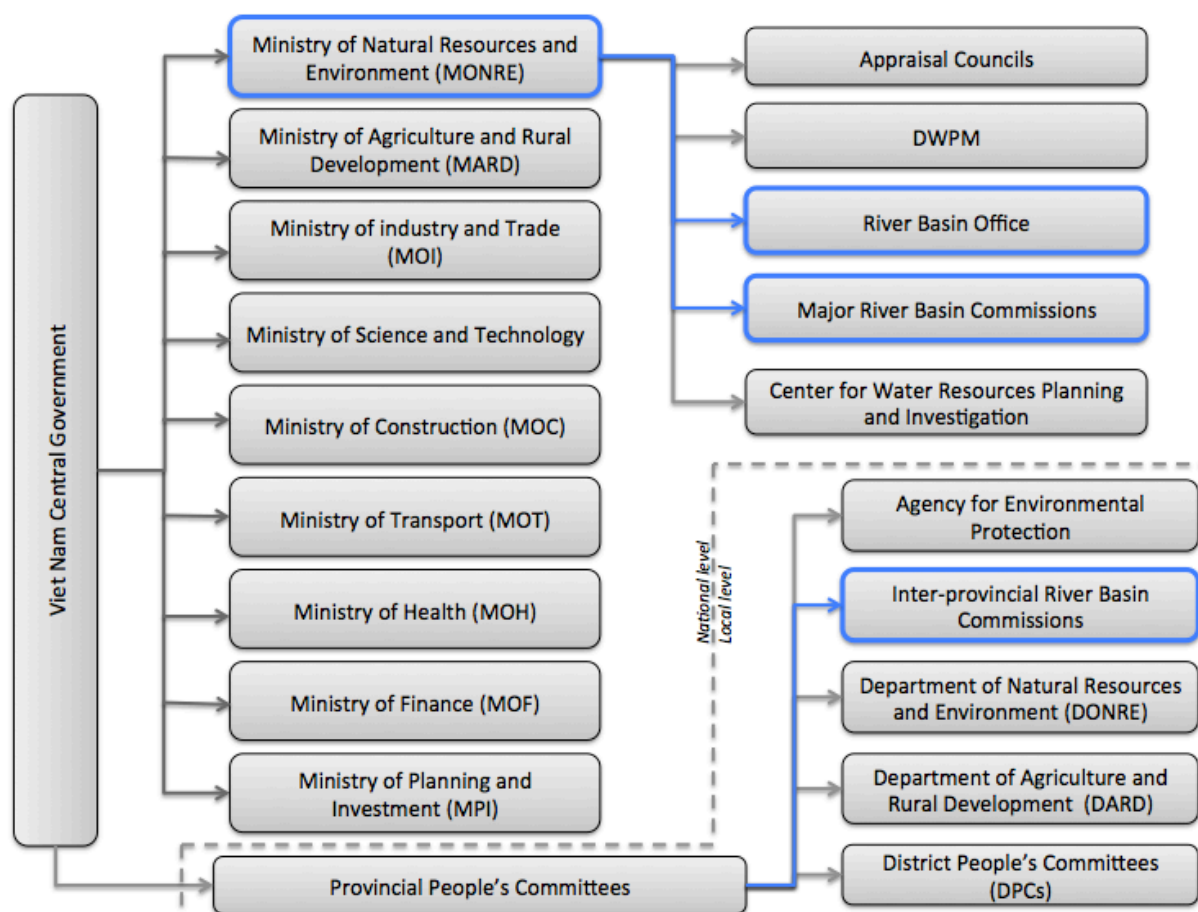 Viet Nam Central Government
Ministry of Natural Resources and
Environment (MONRE)
Ministry of Agriculture and Rural
Development (MARD)
Ministry of industry and Trade
(MOI)
Ministry of Science and Technology
Ministry of Construction (MOC)
Ministry of Transport (MOT)
Ministry of Health (MOH)
Ministry of Finance (MOF)
Ministry of Planning and
Investment (MPI)
Provincial People's Committees
Appraisal Councils
DWPM
River Basin Office
Major River Basin Commissions
Center for Water Resources Planning
and Investigation
National level
Local level
Agency for Environmental
Protection
Inter-provincial River Basin
Commissions
Department of Natural Resources
and Environment (DONRE)
Department of Agriculture and
Rural Development (DARD)
District People's Committees
(DPCs)